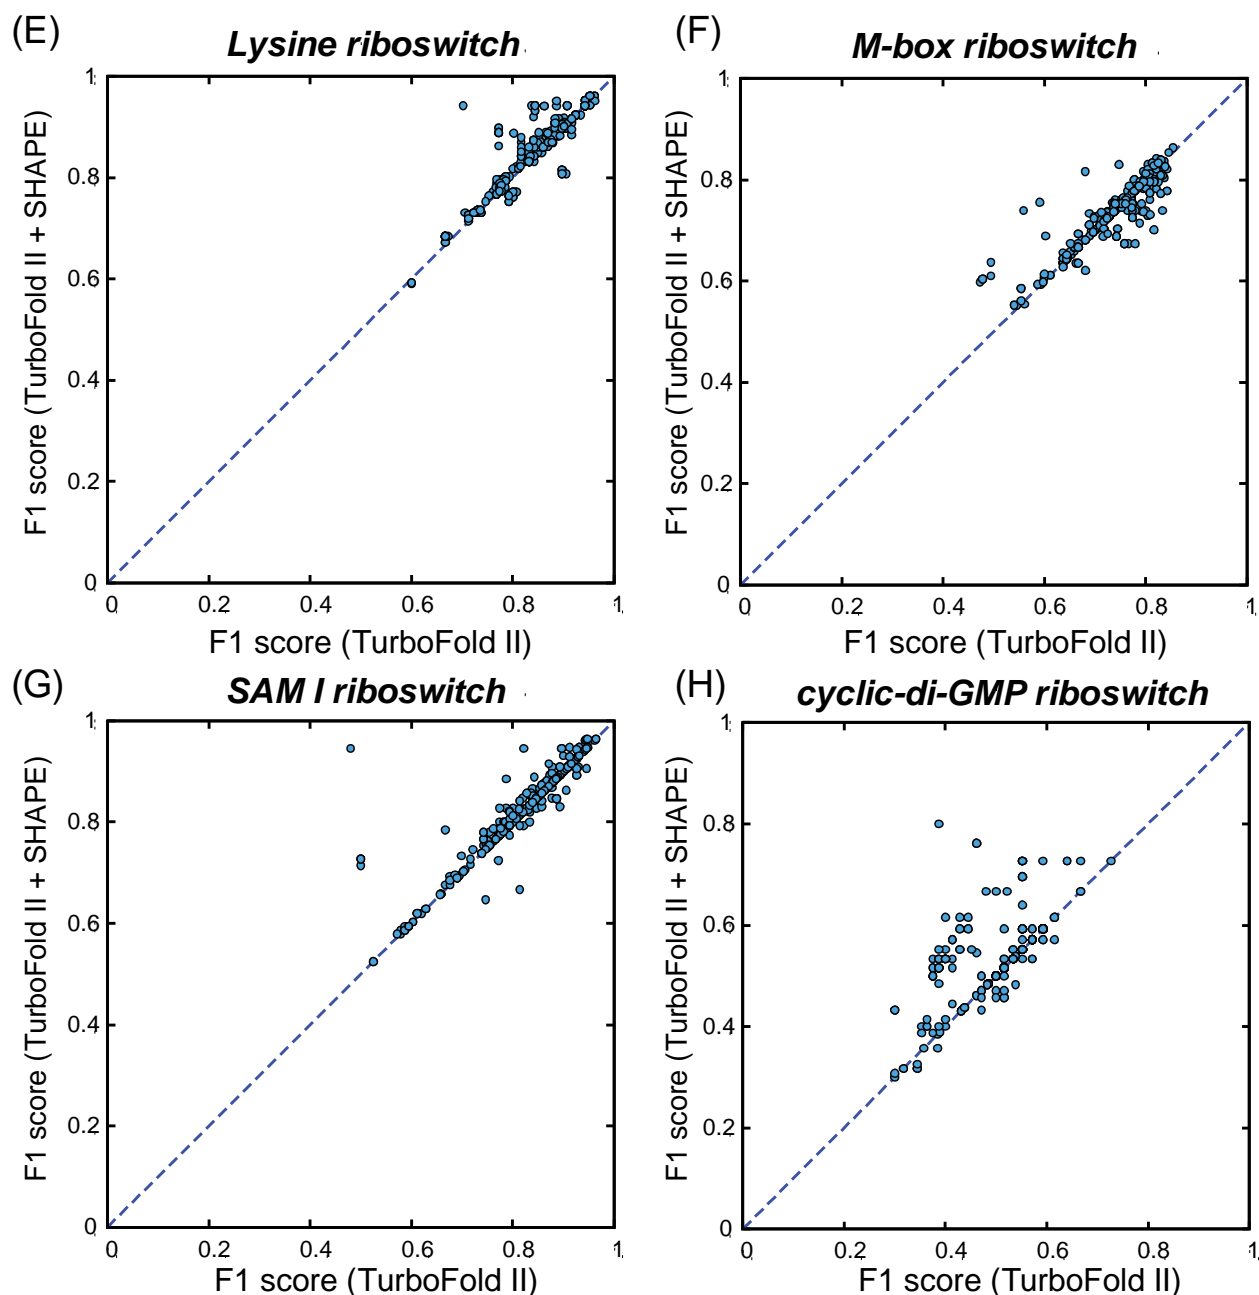 (E)
Lysine riboswitch
1
0.8
0.6
0.4
0.2
0
0 0.2 0.4 0.6 0.8 1
F1 score (TurboFold II + SHAPE)
F1 score (TurboFold II)
(F)
M-box riboswitch
1
0.8
0.6
0.4
0.2
0
0 0.2 0.4 0.6 0.8 1
F1 score (TurboFold II + SHAPE)
F1 score (TurboFold II)
(G)
SAM I riboswitch
1
0.8
0.6
0.4
0.2
0
0 0.2 0.4 0.6 0.8 1
F1 score (TurboFold II + SHAPE)
F1 score (TurboFold II)
(H)
cyclic-di-GMP riboswitch
1
0.8
0.6
0.4
0.2
0
0 0.2 0.4 0.6 0.8 1
F1 score (TurboFold II + SHAPE)
F1 score (TurboFold II)